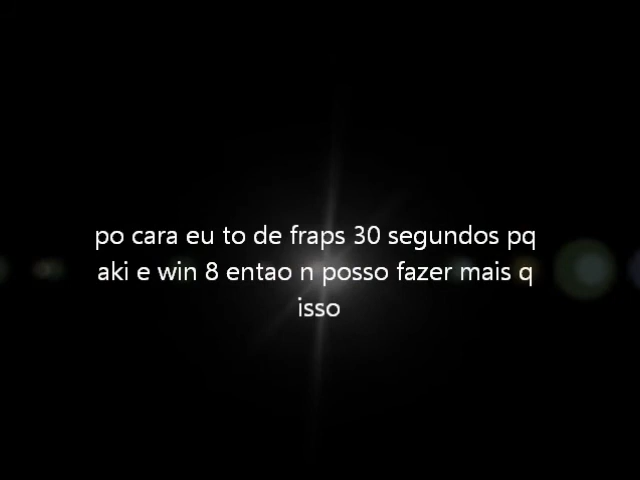 po cara eu to de fraps 30 segundos pq
aki e win 8 entao n posso fazer mais q
isso